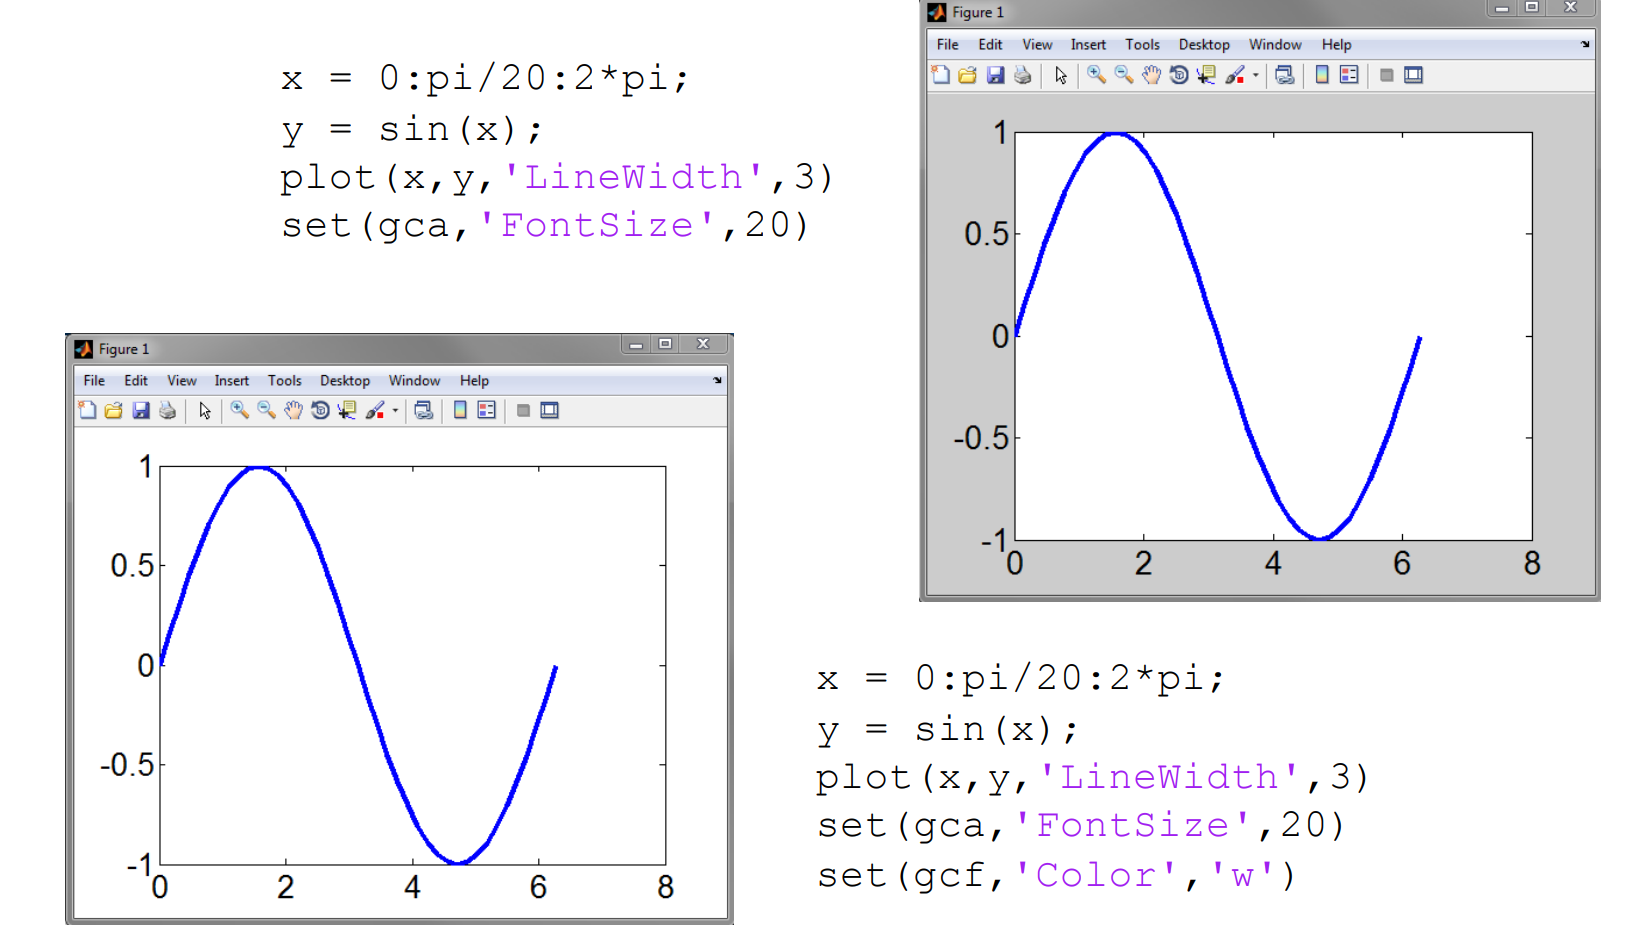 x = 0:pi/20:2*pi;
y = sin(x);
plot(x,y,'LineWidth',3)
set(gca,'FontSize',20)
Figure 1
File Edit View Insert Tools Desktop Window Help
1
0.5
0
-0.5
-1
0 2 4 6 8
Figure 1
File Edit View Insert Tools Desktop Window Help
1
0.5
0
-0.5
-1
0 2 4 6 8
x = 0:pi/20:2*pi;
y = sin(x);
plot(x,y,'LineWidth',3)
set(gca,'FontSize',20)
set(gcf,'Color','w')